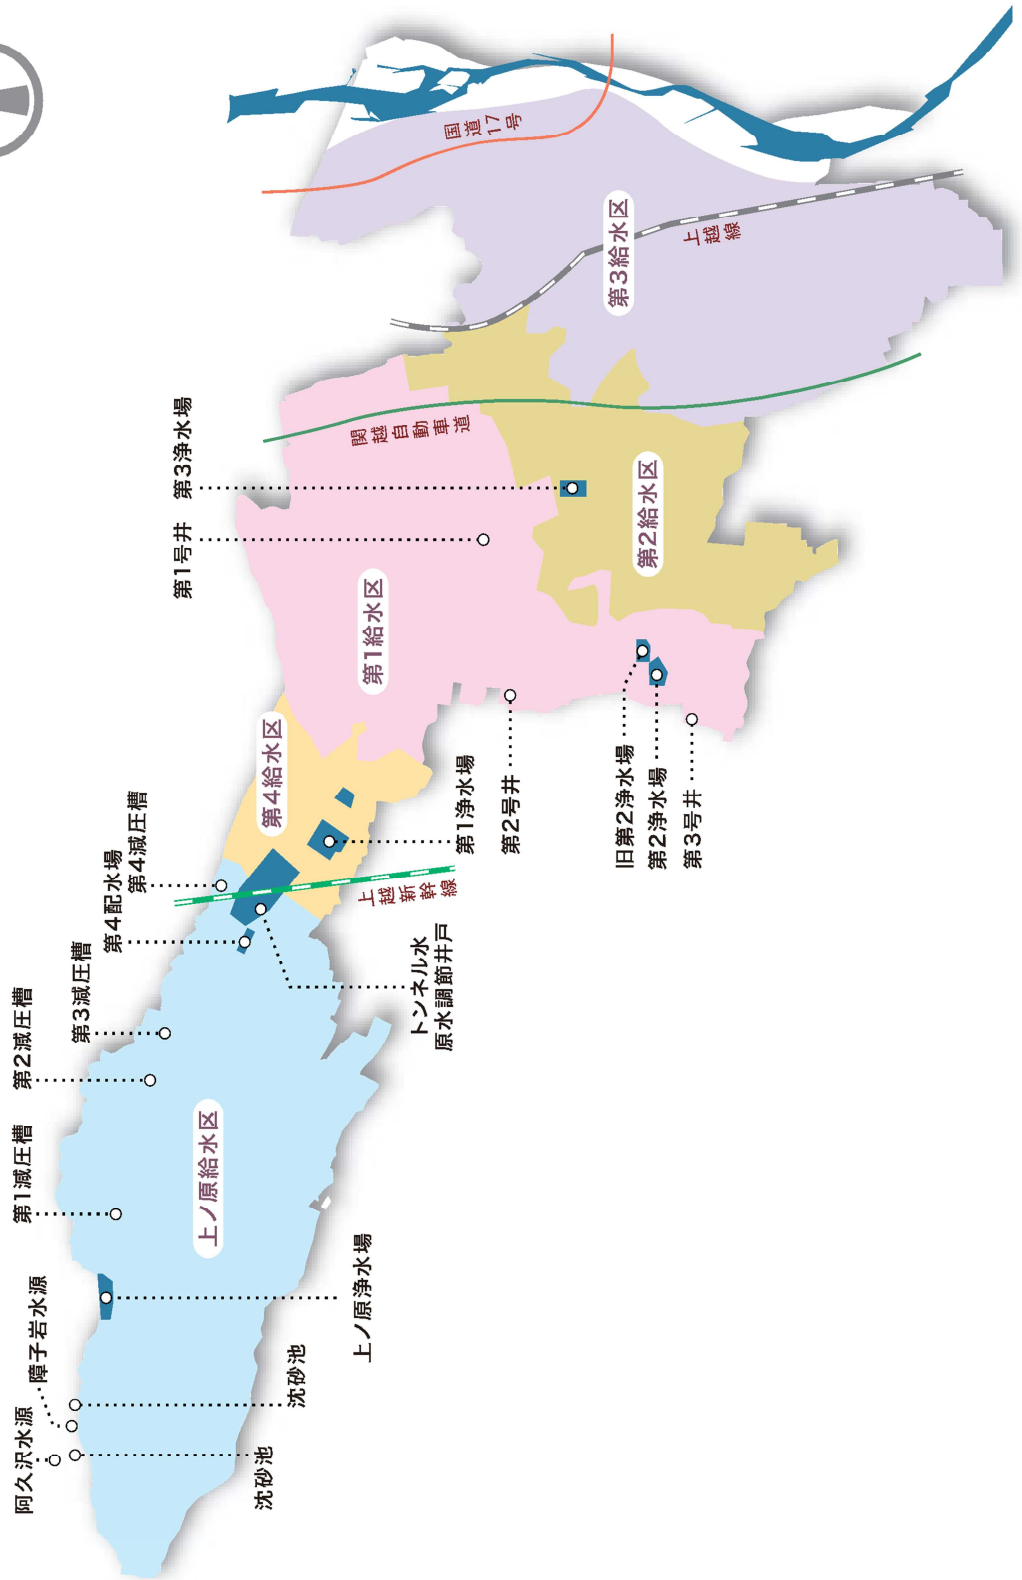 阿久沢水源
障子岩水源
沈砂池
沈砂池
上ノ原浄水場
第1減圧槽
第2減圧槽
第3減圧槽
第4配水場
第4減圧槽
上ノ原給水区
トンネル水
原水調節井戸
上越
新幹線
第4給水区
第1浄水場
第2号井
第1給水区
第1号井
第3浄水場
旧第2浄水場
第2浄水場
第3号井
第2給水区
関越
自動車道
第3給水区
上越線
国道
17号